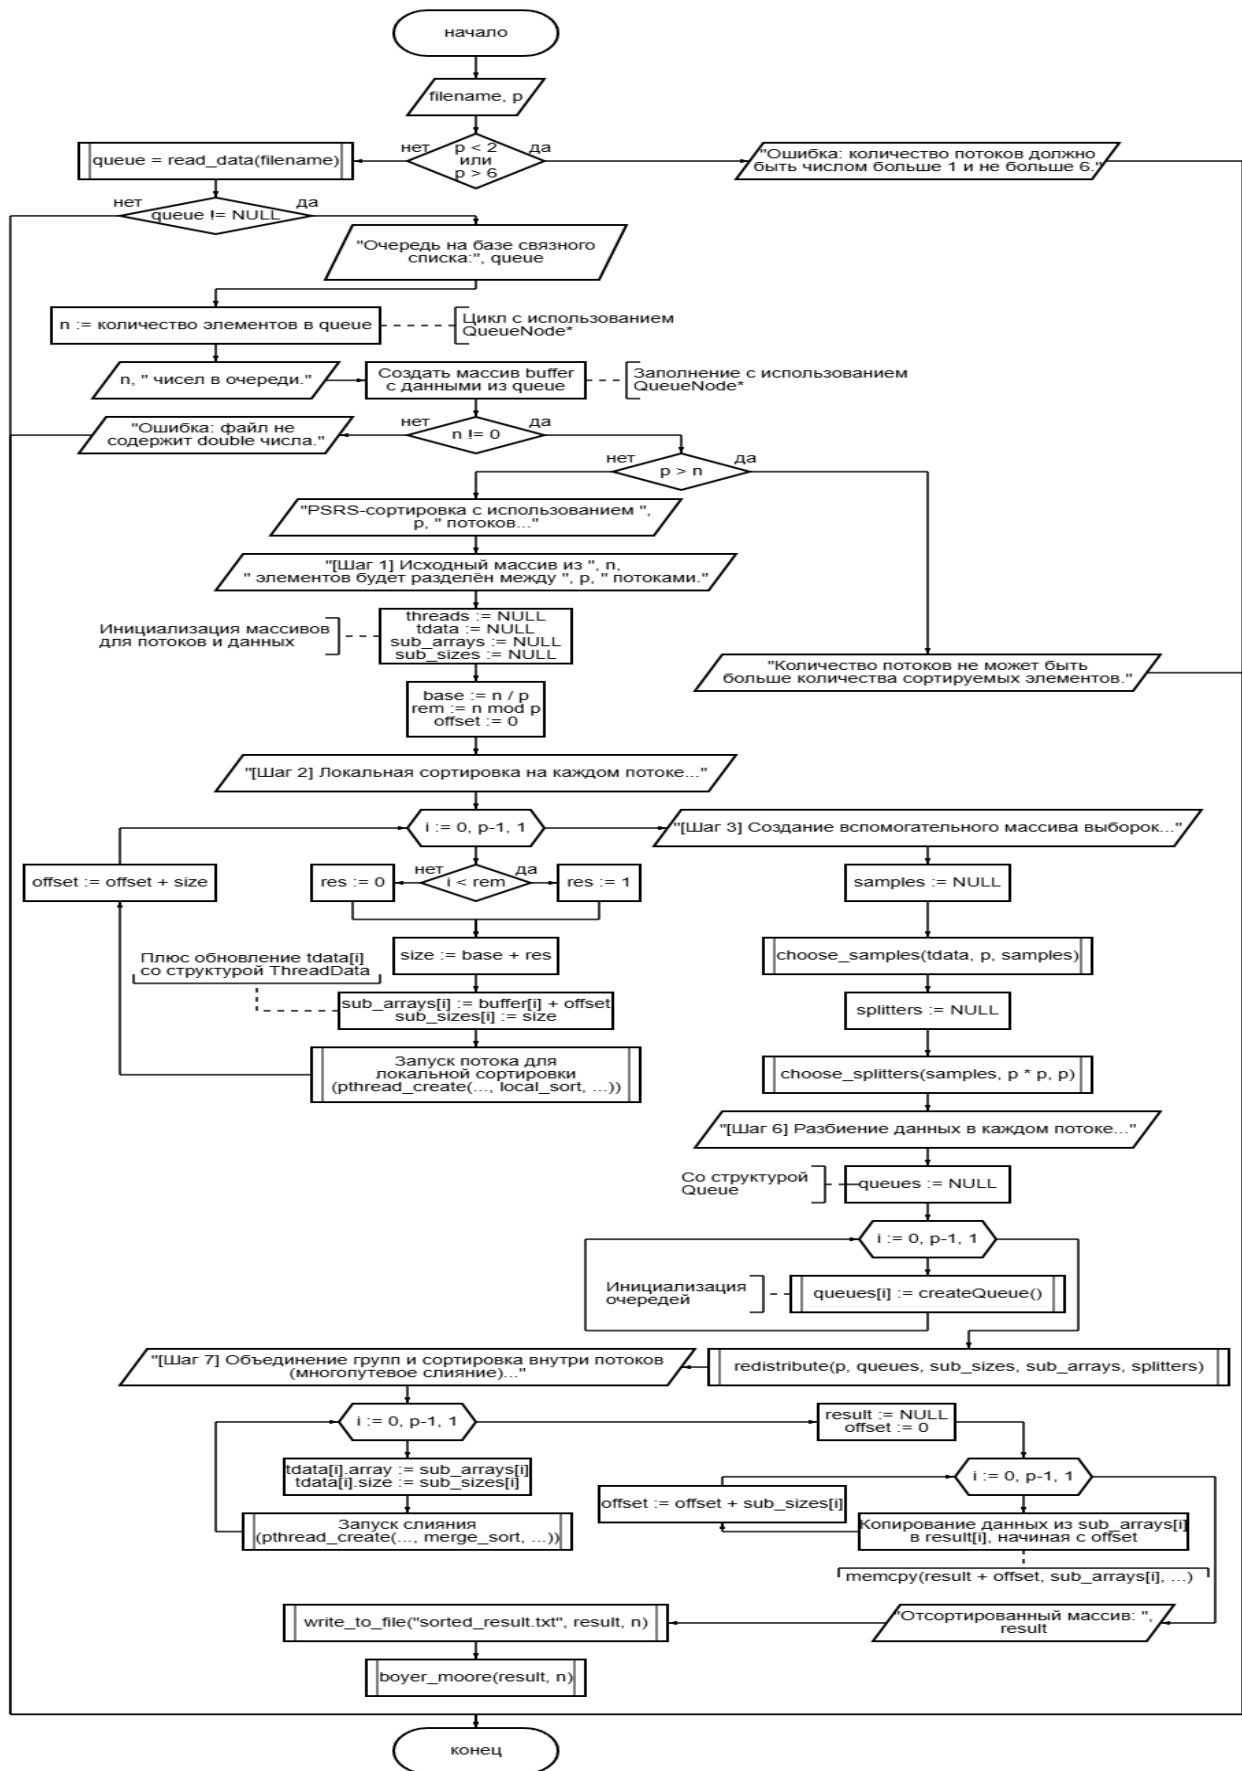 начало
filename, p
нет
p < 2
или
p > 6
да
queue = read_data(filename)
"Ошибка: количество потоков должно
быть числом больше 1 и не больше 6."
нет
queue != NULL
да
"Очередь на базе связного
списка:", queue
n := количество элементов в queue
Цикл с использованием
QueueNode*
n, " чисел в очереди."
Создать массив buffer
с данными из queue
Заполнение с использованием
QueueNode*
"Ошибка: файл не
содержит double числа."
нет
n != 0
да
нет
p > n
да
"PSRS-сортировка с использованием ",
p, " потоков..."
"[Шаг 1] Исходный массив из ", n,
" элементов будет разделён между ", p, " потоками."
Инициализация массивов
для потоков и данных
threads := NULL
tdata := NULL
sub_arrays := NULL
sub_sizes := NULL
"Количество потоков не может быть
больше количества сортируемых элементов."
base := n / p
rem := n mod p
offset := 0
"[Шаг 2] Локальная сортировка на каждом потоке..."
i := 0, p-1, 1
"[Шаг 3] Создание вспомогательного массива выборок..."
offset := offset + size
res := 0
нет
i < rem
да
res := 1
samples := NULL
Плюс обновление tdata[i]
со структурой ThreadData
size := base + res
choose_samples(tdata, p, samples)
sub_arrays[i] := buffer[i] + offset
sub_sizes[i] := size
splitters := NULL
Запуск потока для
локальной сортировки
(pthread_create(..., local_sort, ...))
choose_splitters(samples, p * p, p)
"[Шаг 6] Разбиение данных в каждом потоке..."
Со структурой
Queue
queues := NULL
i := 0, p-1, 1
Инициализация
очередей
queues[i] := createQueue()
"[Шаг 7] Объединение групп и сортировка внутри потоков
(многопутевое слияние)..."
redistribute(p, queues, sub_sizes, sub_arrays, splitters)
i := 0, p-1, 1
result := NULL
offset := 0
tdata[i].array := sub_arrays[i]
tdata[i].size := sub_sizes[i]
i := 0, p-1, 1
offset := offset + sub_sizes[i]
Запуск слияния
(pthread_create(..., merge_sort, ...))
Копирование данных из sub_arrays[i]
в result[i], начиная с offset
memcpy(result + offset, sub_arrays[i], ...)
write_to_file("sorted_result.txt", result, n)
"Отсортированный массив: ",
result
boyer_moore(result, n)
конец